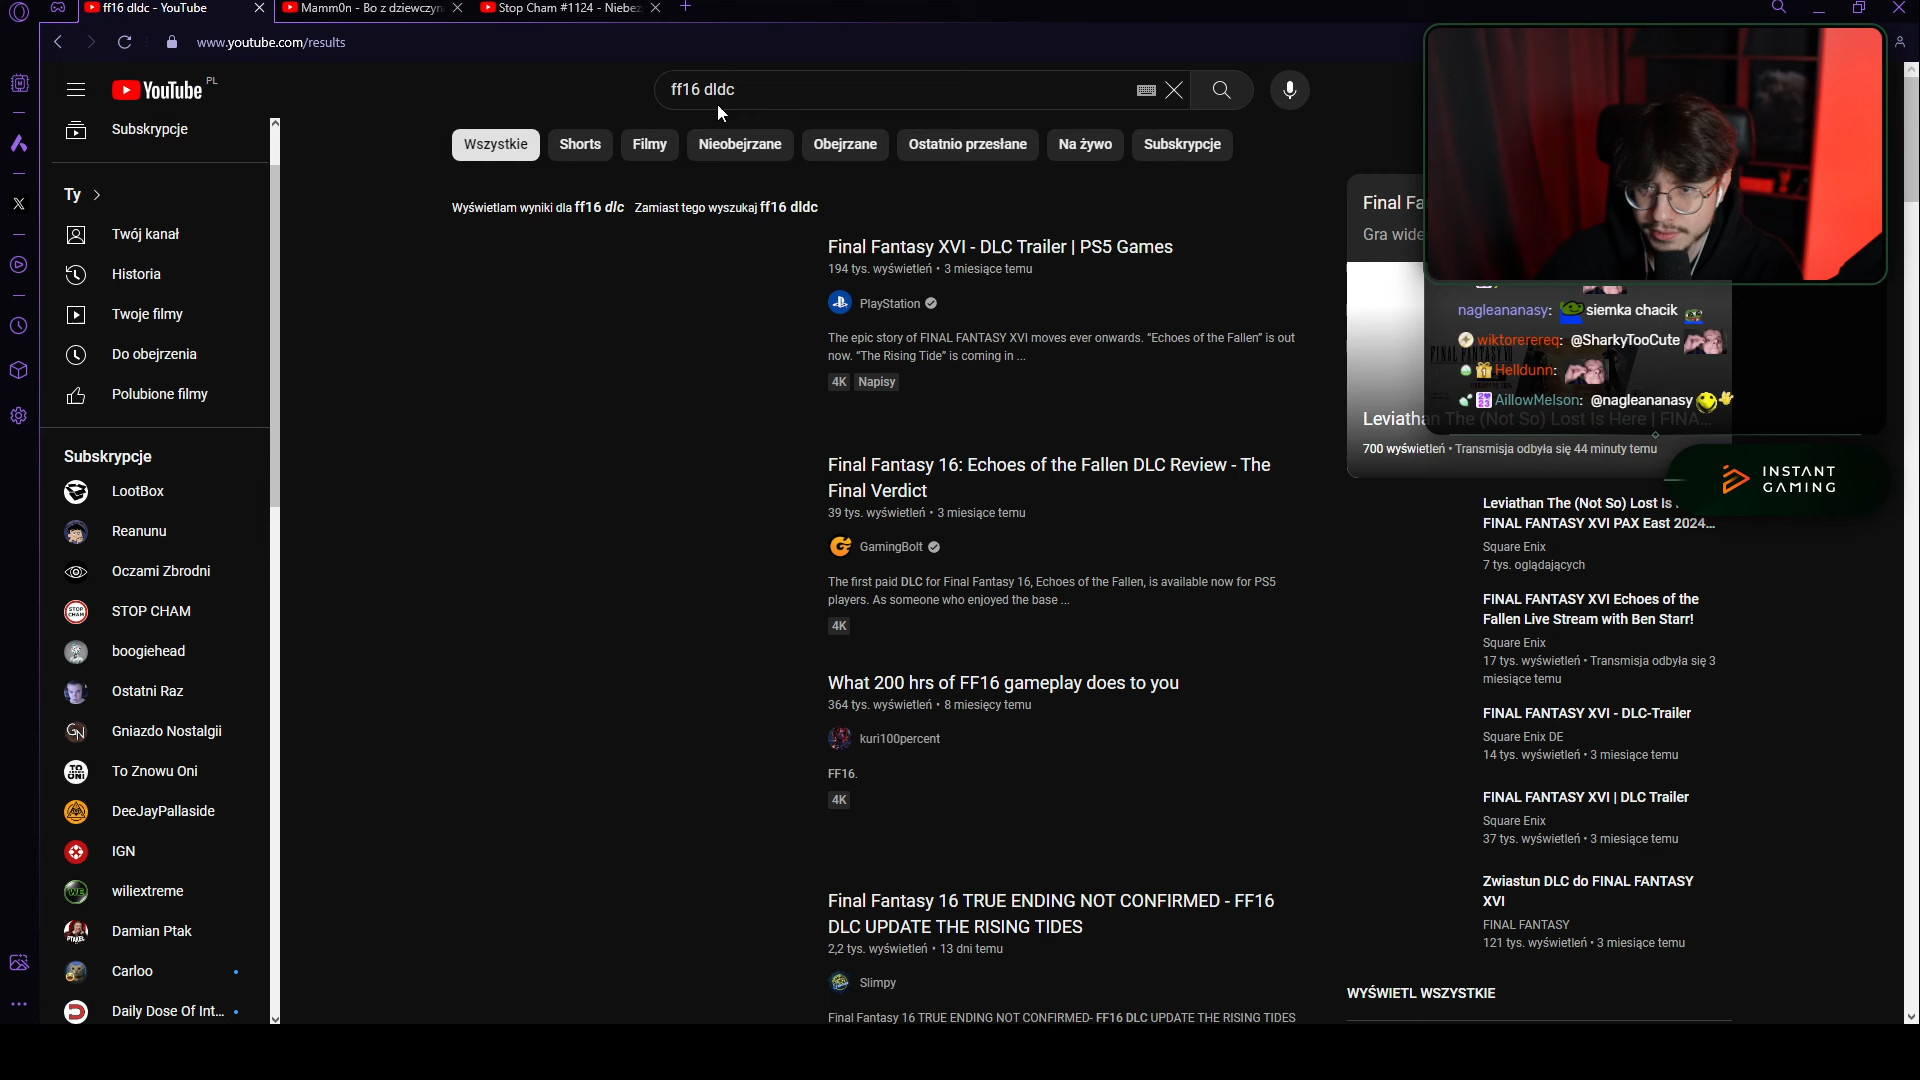 ff16 dldc - YouTube
Mamm0n - Bo z dziewczyn
Stop Cham #1124 - Niebez
www.youtube.com/results
YouTube PL
ff16 dldc
Subskrypcje
Ty
Twój kanał
Historia
Twoje filmy
Do obejrzenia
Polubione filmy
Subskrypcje
LootBox
Reanunu
Oczami Zbrodni
STOP CHAM
boogiehead
Ostatni Raz
Gniazdo Nostalgii
To Znowu Oni
DeeJayPallaside
IGN
wiliextreme
Damian Ptak
Carloo
Daily Dose Of Int...
Wszystkie
Shorts
Filmy
Nieobejrzane
Obejrzane
Ostatnio przesłane
Na żywo
Subskrypcje
Wyświetlam wyniki dla ff16 dlc Zamiast tego wyszukaj ff16 dldc
Final Fantasy XVI - DLC Trailer | PS5 Games
194 tys. wyświetleń • 3 miesiące temu
PlayStation
The epic story of FINAL FANTASY XVI moves ever onwards. "Echoes of the Fallen" is out
now. "The Rising Tide" is coming in ...
4K Napisy
Final Fantasy 16: Echoes of the Fallen DLC Review - The
Final Verdict
39 tys. wyświetleń • 3 miesiące temu
GamingBolt
The first paid DLC for Final Fantasy 16, Echoes of the Fallen, is available now for PS5
players. As someone who enjoyed the base ...
4K
What 200 hrs of FF16 gameplay does to you
364 tys. wyświetleń • 8 miesięcy temu
kuri100percent
FF16.
4K
Final Fantasy 16 TRUE ENDING NOT CONFIRMED - FF16
DLC UPDATE THE RISING TIDES
2,2 tys. wyświetleń • 13 dni temu
Slimpy
Final Fantasy 16 TRUE ENDING NOT CONFIRMED- FF16 DLC UPDATE THE RISING TIDES
Final Fa
Gra wide
nagleananasy: siemka chacik
wiktorerereq: @SharkyTooCute
Helldunn:
AillowMelson: @nagleananasy
Leviathan The (Not So) Lost Is Here | FINA...
700 wyświetleń • Transmisja odbyła się 44 minuty temu
INSTANT
GAMING
Leviathan The (Not So) Lost Is .
FINAL FANTASY XVI PAX East 2024...
Square Enix
7 tys. oglądających
FINAL FANTASY XVI Echoes of the
Fallen Live Stream with Ben Starr!
Square Enix
17 tys. wyświetleń • Transmisja odbyła się 3
miesiące temu
FINAL FANTASY XVI - DLC-Trailer
Square Enix DE
14 tys. wyświetleń • 3 miesiące temu
FINAL FANTASY XVI | DLC Trailer
Square Enix
37 tys. wyświetleń • 3 miesiące temu
Zwiastun DLC do FINAL FANTASY
XVI
FINAL FANTASY
121 tys. wyświetleń • 3 miesiące temu
WYŚWIETL WSZYSTKIE